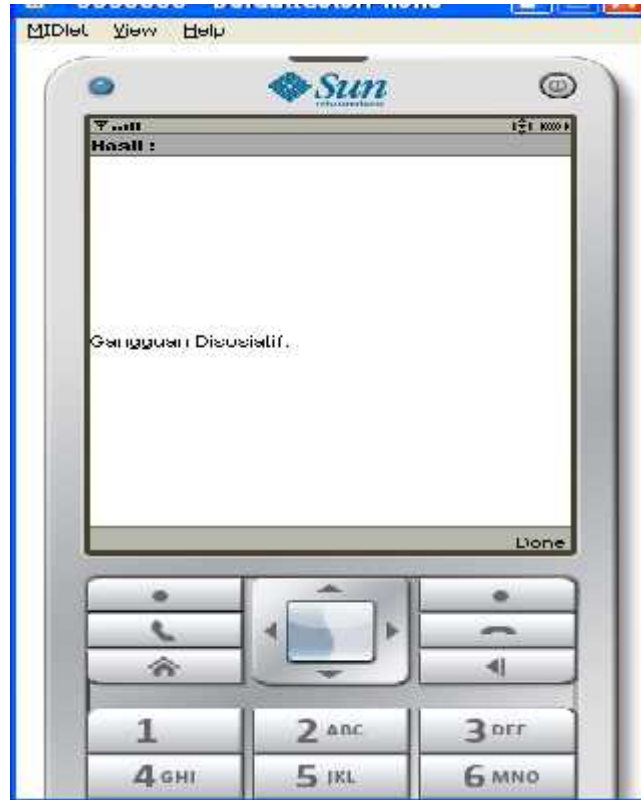 MIDlet View Help
Sun
Hasil :
Gangguan Disosiatif.
Done
1
2 ABC
3 DEF
4 GHI
5 JKL
6 MNO